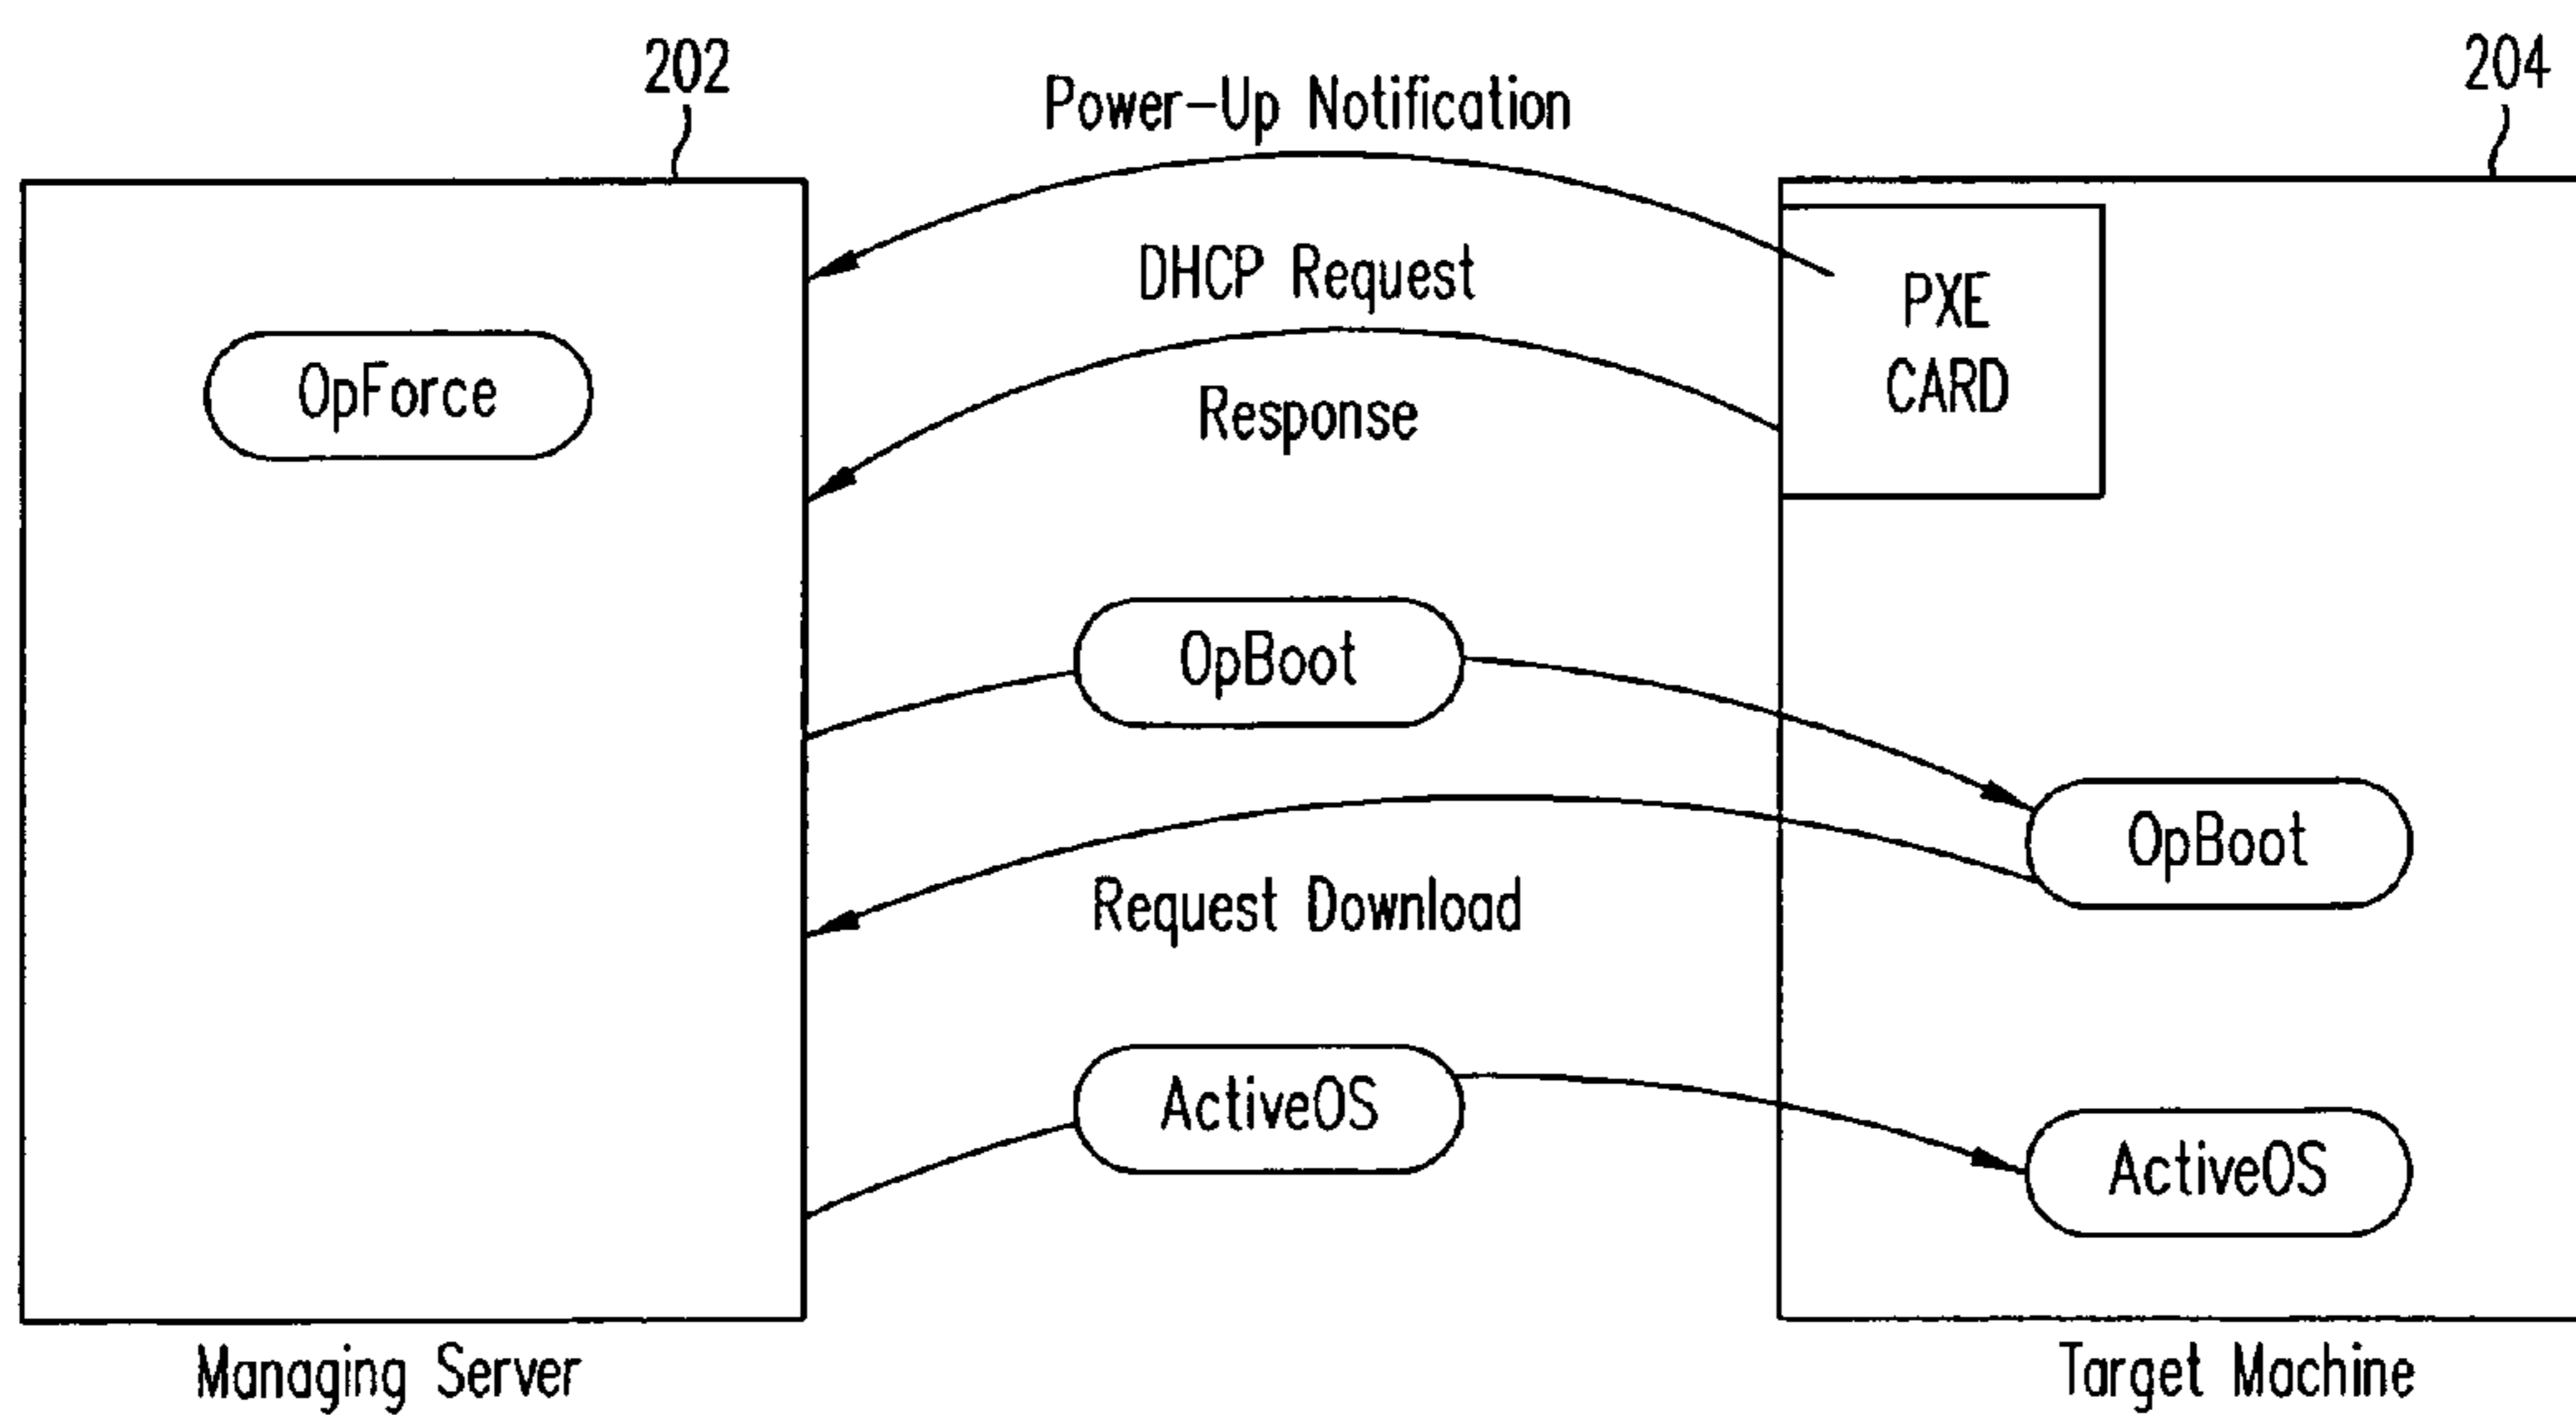 202
204
Power-Up Notification
DHCP Request
PXE
CARD
OpForce
Response
OpBoot
OpBoot
Request Download
ActiveOS
ActiveOS
Managing Server
Target Machine